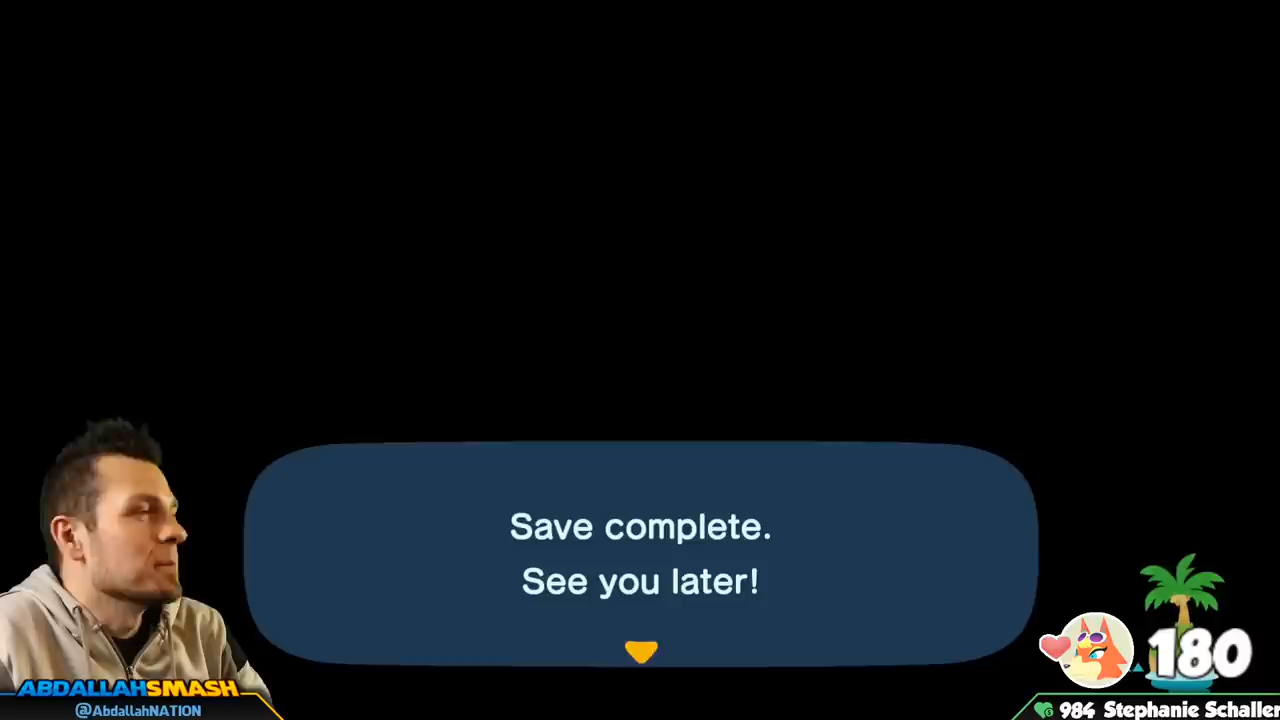 Save complete.
See you later!
ABDALLAHSMASH
@AbdallahNATION
180
984 Stephanie Schaller